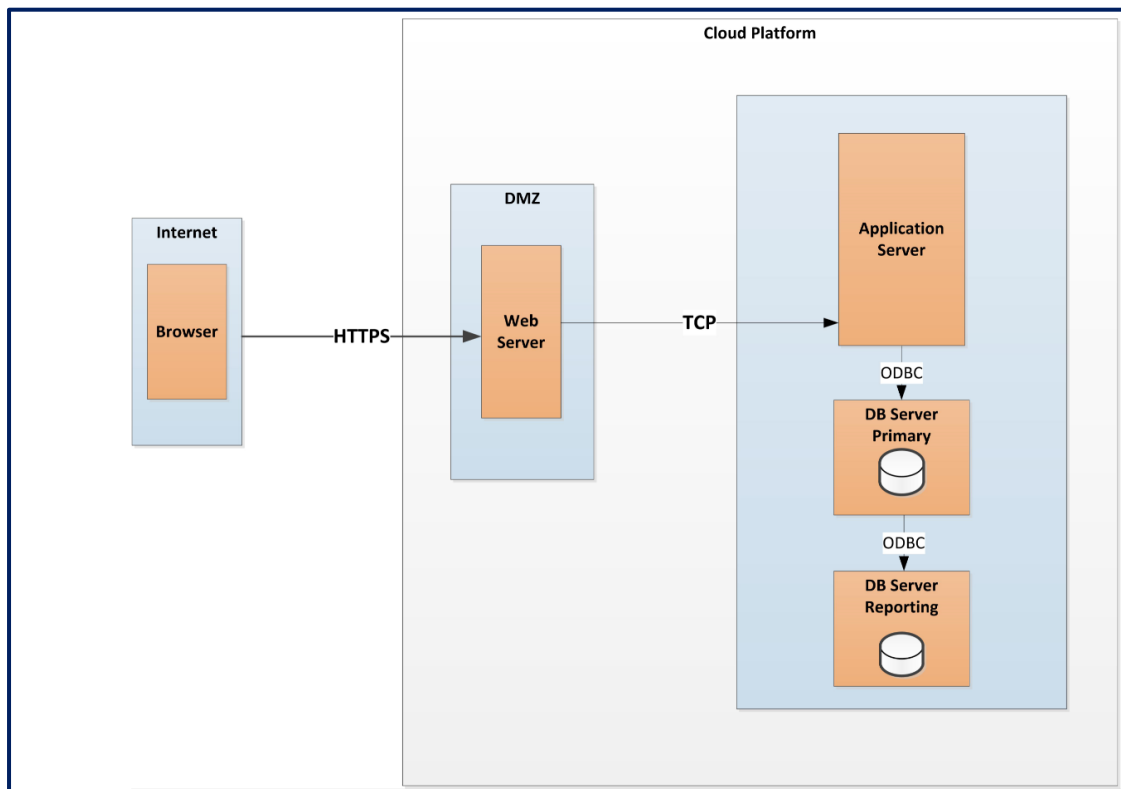 Cloud Platform
Internet
Browser
HTTPS
DMZ
Web
Server
TCP
Application
Server
ODBC
DB Server
Primary
ODBC
DB Server
Reporting